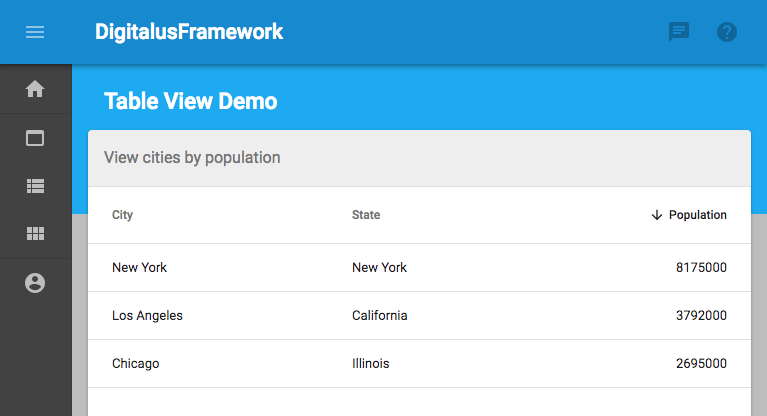 DigitalusFramework
Table View Demo
View cities by population
City State Population
New York New York 8175000
Los Angeles California 3792000
Chicago Illinois 2695000